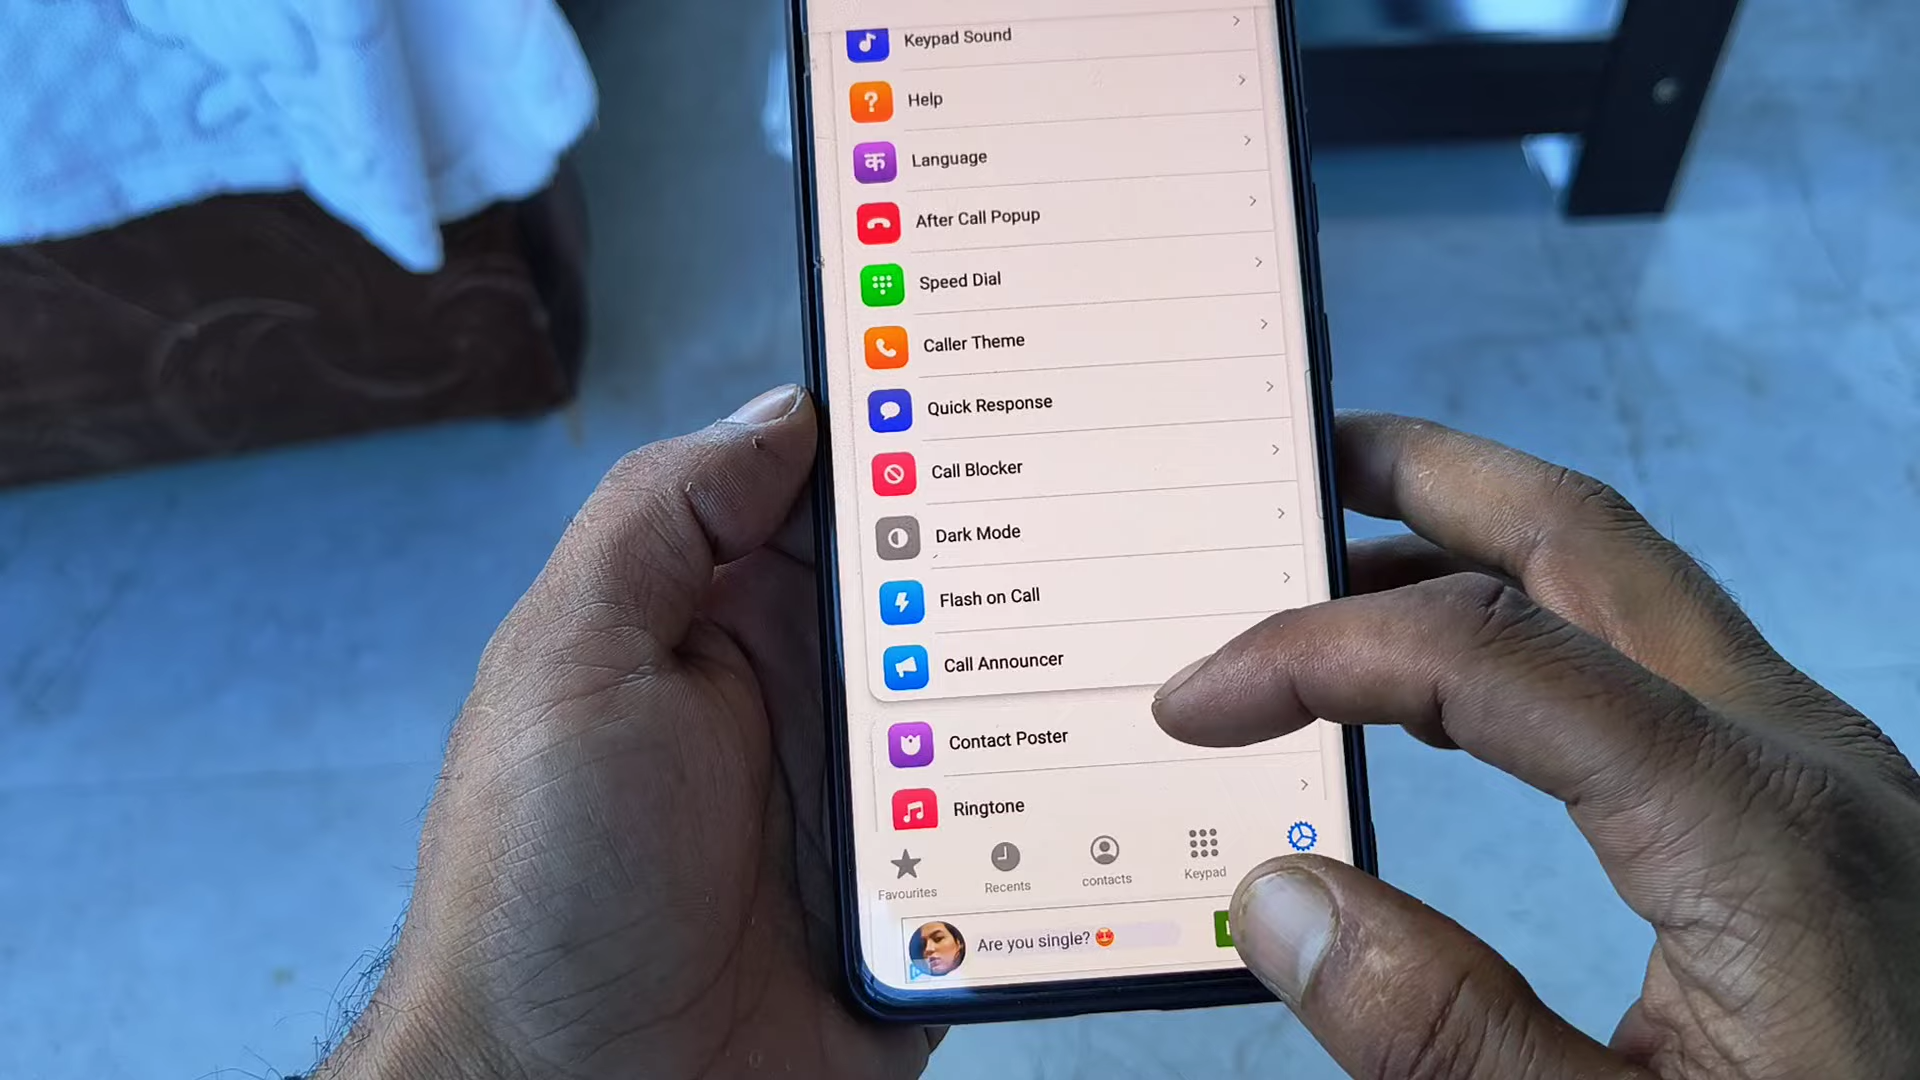 Keypad Sound
Help
क
Language
After Call Popup
Speed Dial
Caller Theme
Quick Response
Call Blocker
Dark Mode
Flash on Call
Call Announcer
Contact Poster
Ringtone
Favourites
Recents
contacts
Keypad
Are you single? 🤩